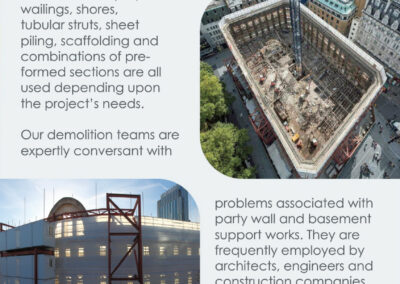 wailings, shores,
tubular struts, sheet
piling, scaffolding and
combinations of pre-
formed sections are all
used depending upon
the project's needs.
Our demolition teams are
expertly conversant with
problems associated with
party wall and basement
support works. They are
frequently employed by
architects, engineers and
construction companies